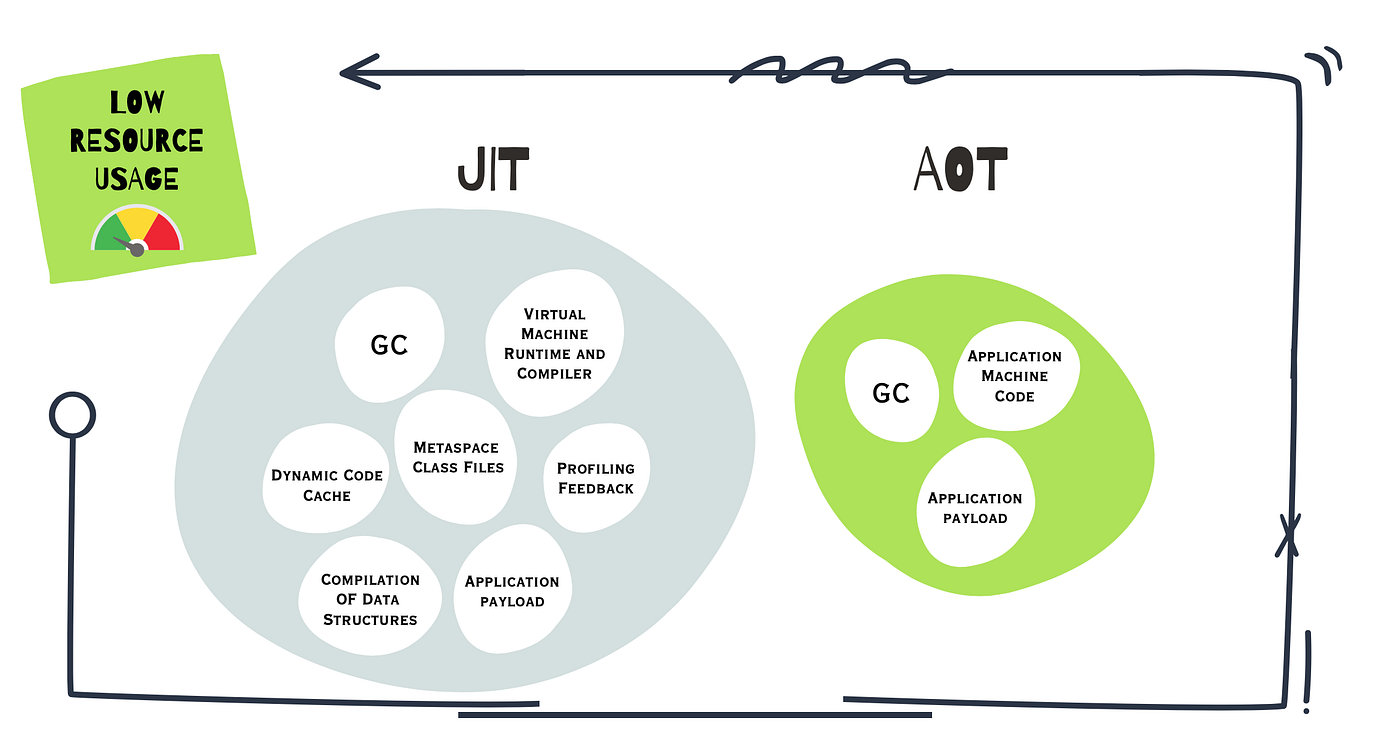 LOW
RESOURCE
USAGE
JIT
GC
Virtual
Machine
Runtime and
Compiler
Metaspace
Class Files
Dynamic Code
Cache
Profiling
Feedback
Compilation
of Data
Structures
Application
payload
AOT
GC
Application
Machine
Code
Application
payload